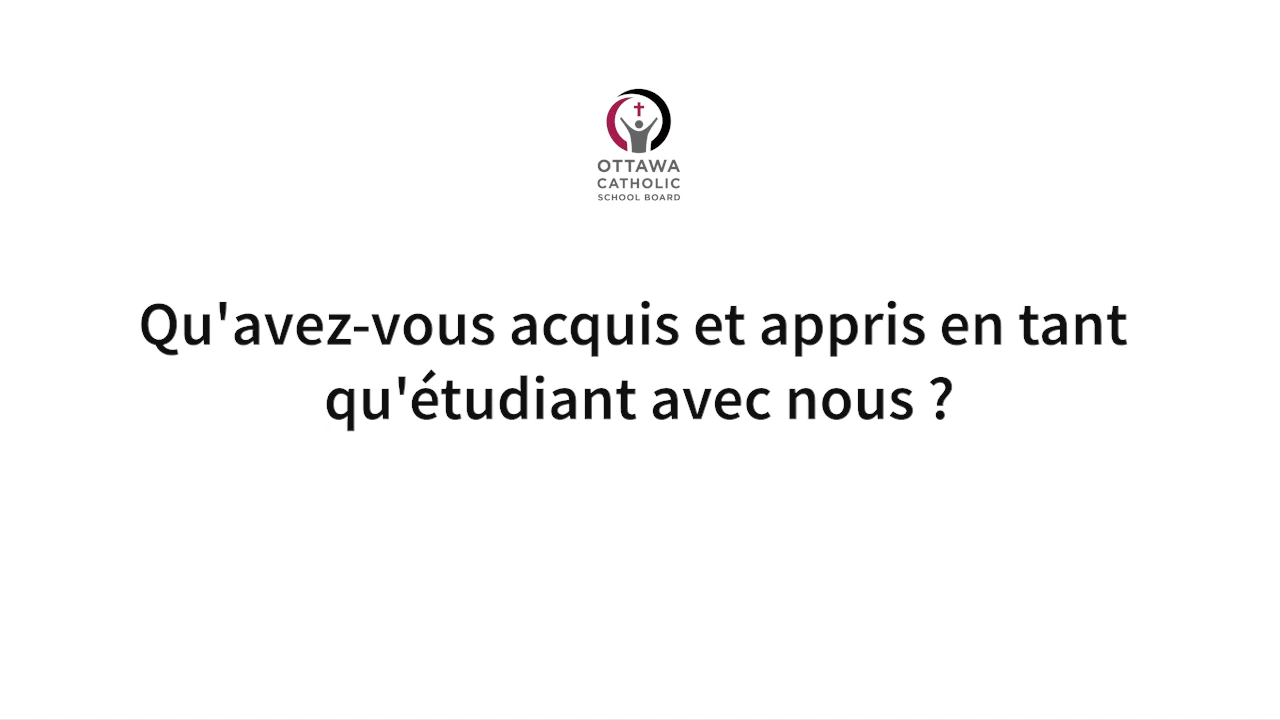 OTTAWA
CATHOLIC
SCHOOL BOARD
Qu'avez-vous acquis et appris en tant
qu'étudiant avec nous ?